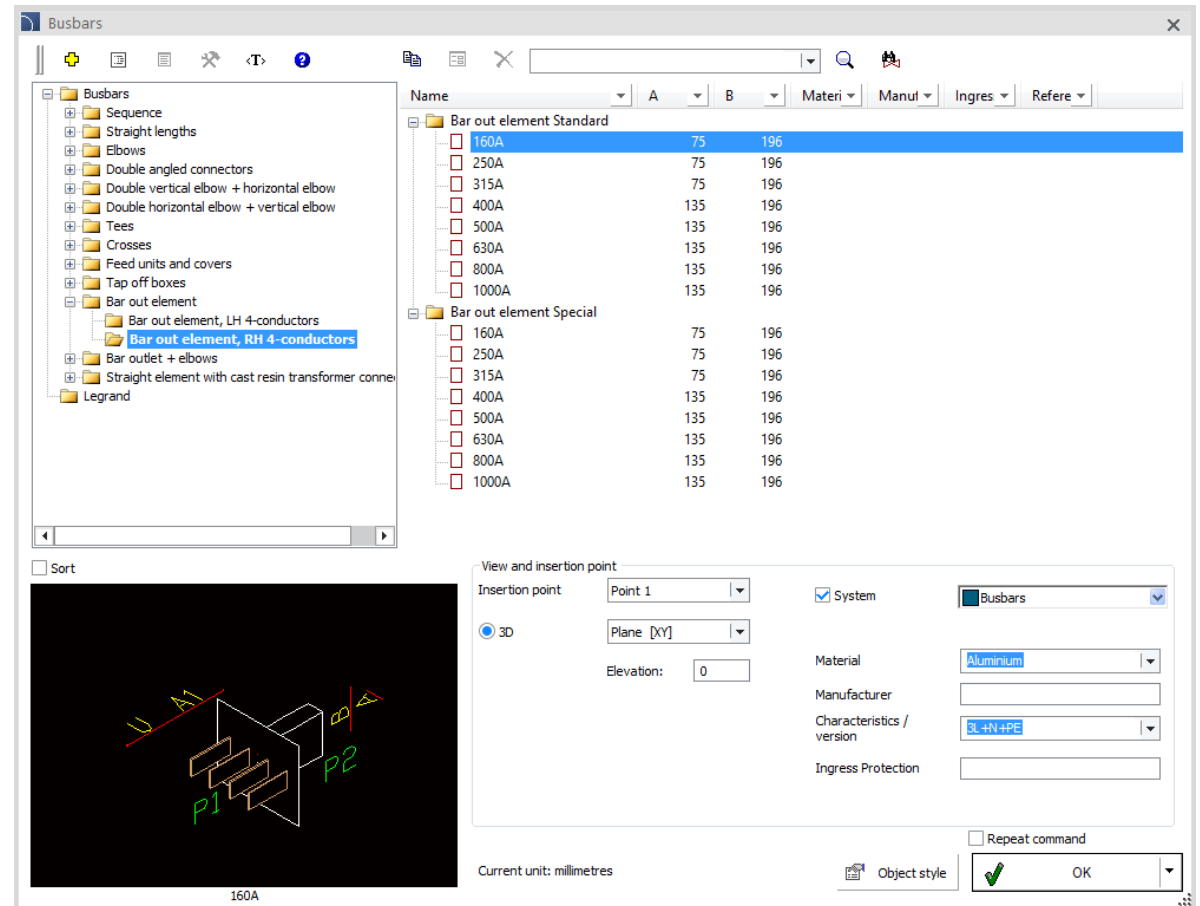 Busbars
<T>
Busbars
Sequence
Straight lengths
Elbows
Double angled connectors
Double vertical elbow + horizontal elbow
Double horizontal elbow + vertical elbow
Tees
Crosses
Feed units and covers
Tap off boxes
Bar out element
Bar out element, LH 4-conductors
Bar out element, RH 4-conductors
Bar outlet + elbows
Straight element with cast resin transformer conne
Legrand
Name A B Materi Manuf Ingres Refere
Bar out element Standard
160A 75 196
250A 75 196
315A 75 196
400A 135 196
500A 135 196
630A 135 196
800A 135 196
1000A 135 196
Bar out element Special
160A 75 196
250A 75 196
315A 75 196
400A 135 196
500A 135 196
630A 135 196
800A 135 196
1000A 135 196
Sort
U A1 B A
P1 P2
160A
View and insertion point
Insertion point Point 1
3D Plane [XY]
Elevation: 0
System Busbars
Material Aluminium
Manufacturer
Characteristics /
version 3L+N+PE
Ingress Protection
Repeat command
Current unit: millimetres
Object style OK